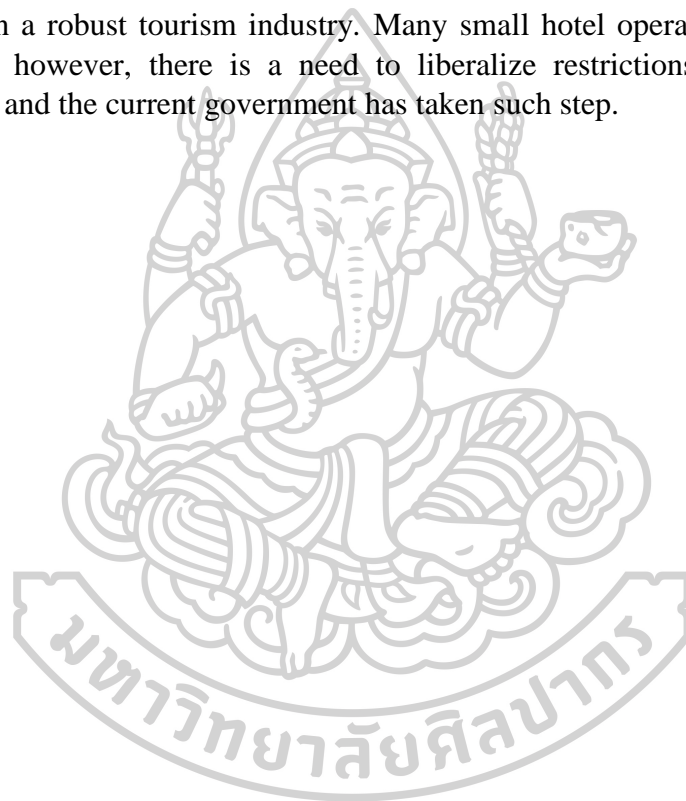 n a robust tourism industry. Many small hotel opera
however, there is a need to liberalize restrictions
and the current government has taken such step.
มหาวิทยาลัยศิลปากร